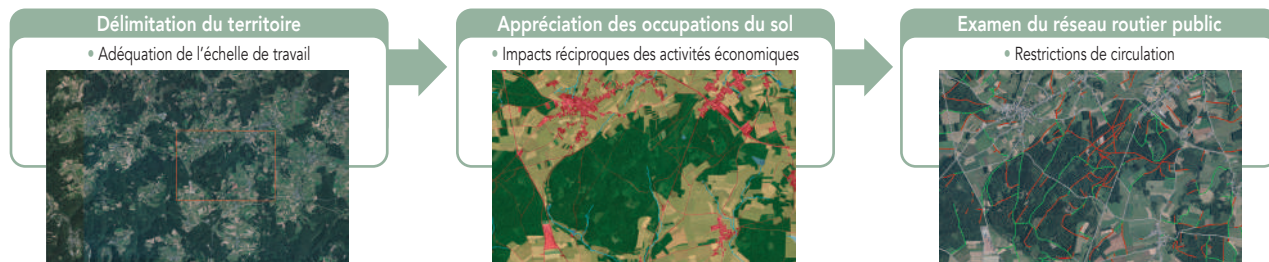 Délimitation du territoire
• Adéquation de l'échelle de travail
Appréciation des occupations du sol
• Impacts réciproques des activités économiques
Examen du réseau routier public
• Restrictions de circulation